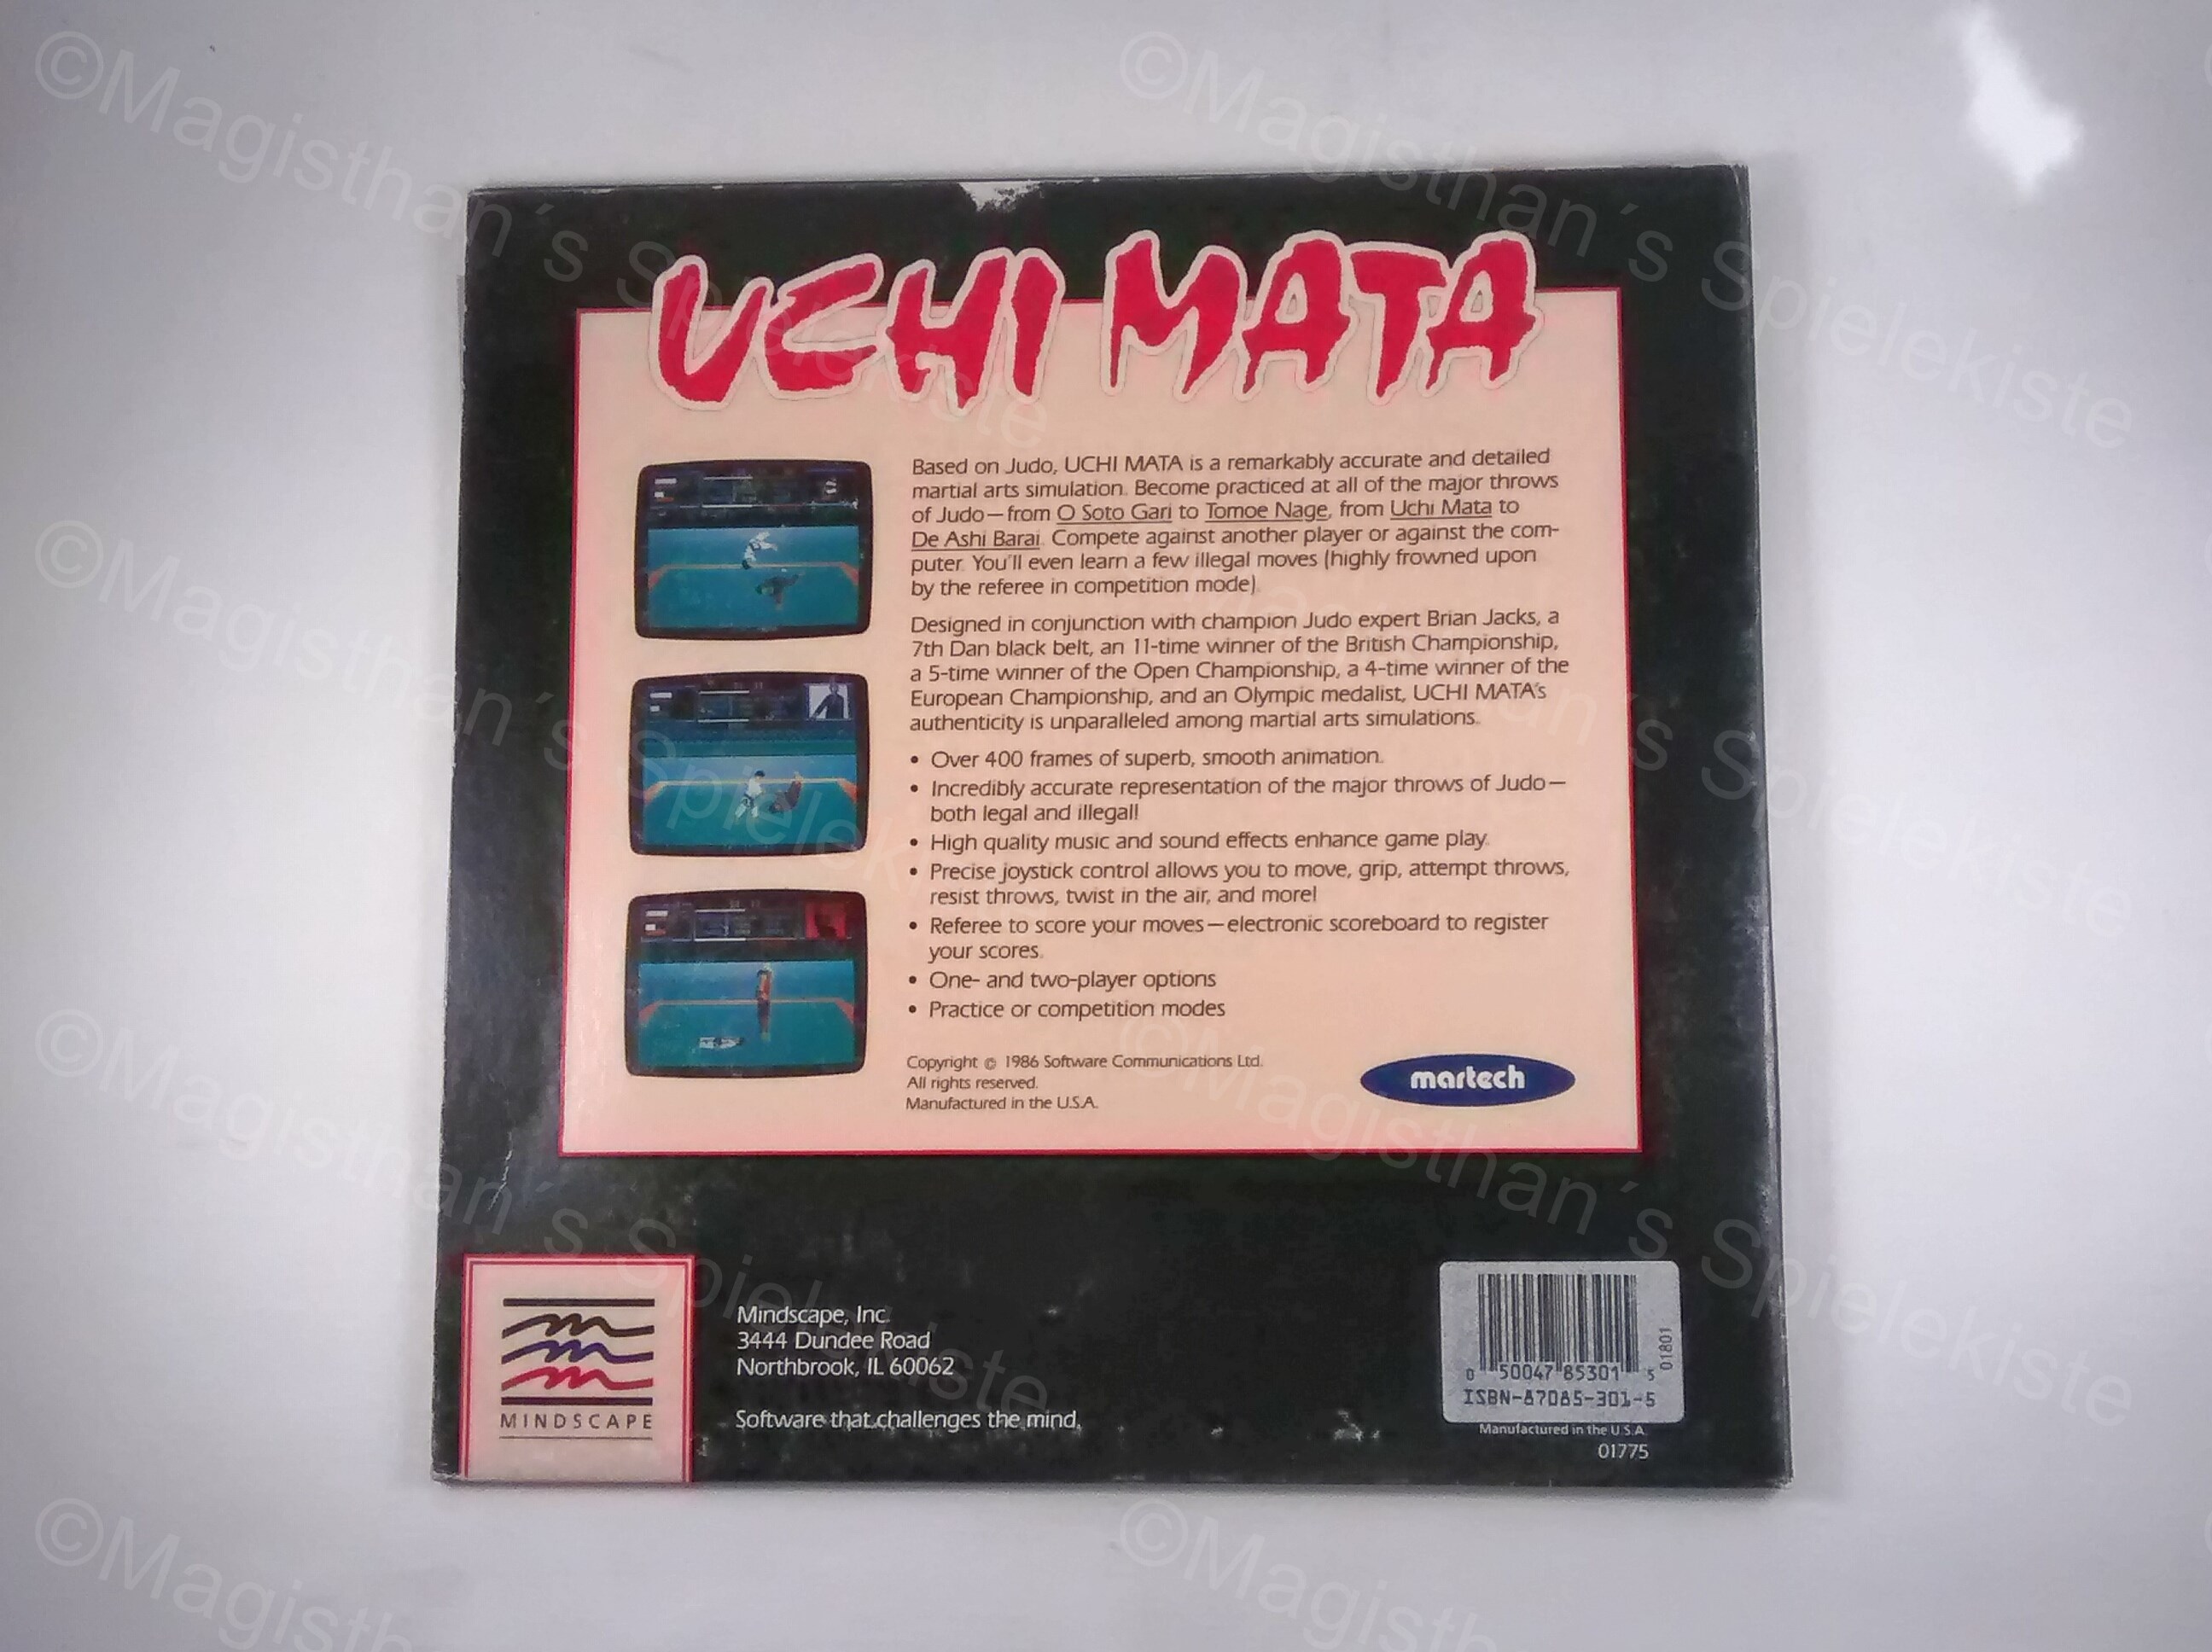 UCHI MATA
Based on Judo, UCHI MATA is a remarkably accurate and detailed
martial arts simulation. Become practiced at all of the major throws
of Judo—from O Soto Gari to Tomoe Nage, from Uchi Mata to
De Ashi Barai. Compete against another player or against the com-
puter. You'll even learn a few illegal moves (highly frowned upon
by the referee in competition mode).
Designed in conjunction with champion Judo expert Brian Jacks, a
7th Dan black belt, an 11-time winner of the British Championship,
a 5-time winner of the Open Championship, a 4-time winner of the
European Championship, and an Olympic medalist, UCHI MATA's
authenticity is unparalleled among martial arts simulations.
• Over 400 frames of superb, smooth animation.
• Incredibly accurate representation of the major throws of Judo—
both legal and illegal!
• High quality music and sound effects enhance game play.
• Precise joystick control allows you to move, grip, attempt throws,
resist throws, twist in the air, and more!
• Referee to score your moves—electronic scoreboard to register
your scores.
• One- and two-player options
• Practice or competition modes
Copyright © 1986 Software Communications Ltd.
All rights reserved.
Manufactured in the U.S.A.
martech
MINDSCAPE
Mindscape, Inc.
3444 Dundee Road
Northbrook, IL 60062
Software that challenges the mind.
0 50047 85301 5
01801
ISBN-87085-301-5
Manufactured in the U.S.A.
01775
©Magisthan´s Spielekiste
©Magisthan´s Spielekiste
©Magisthan´s Spielekiste
©Magisthan´s Spielekiste
©Magisthan´s Spielekiste
©Magisthan´s Spielekiste
©Magisth
©Magisthan